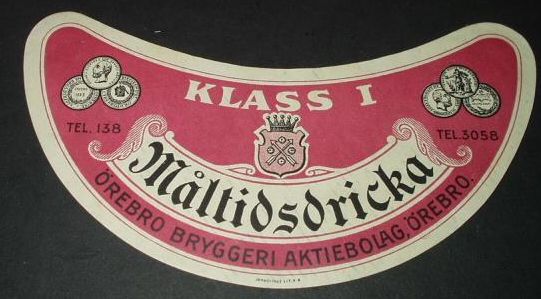 KLASS I
TEL. 138
TEL. 3058
Måltidsdricka
ÖREBRO BRYGGERI AKTIEBOLAG, ÖREBRO.